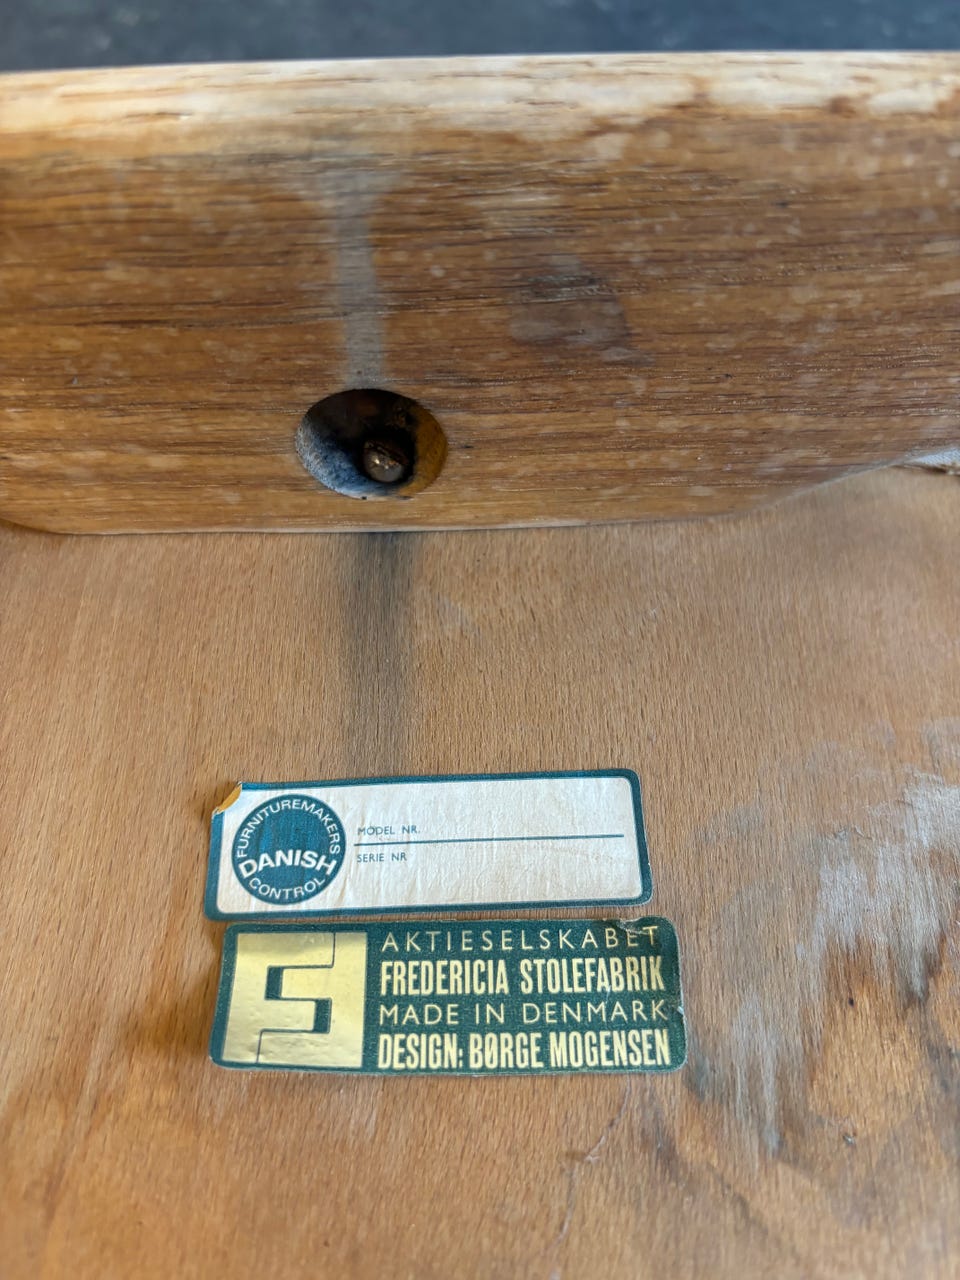 FURNITUREMAKERS
DANISH
CONTROL
MODEL NR.
SERIE NR
AKTIESELSKABET
FREDERICIA STOLEFABRIK
MADE IN DENMARK
DESIGN: BØRGE MOGENSEN